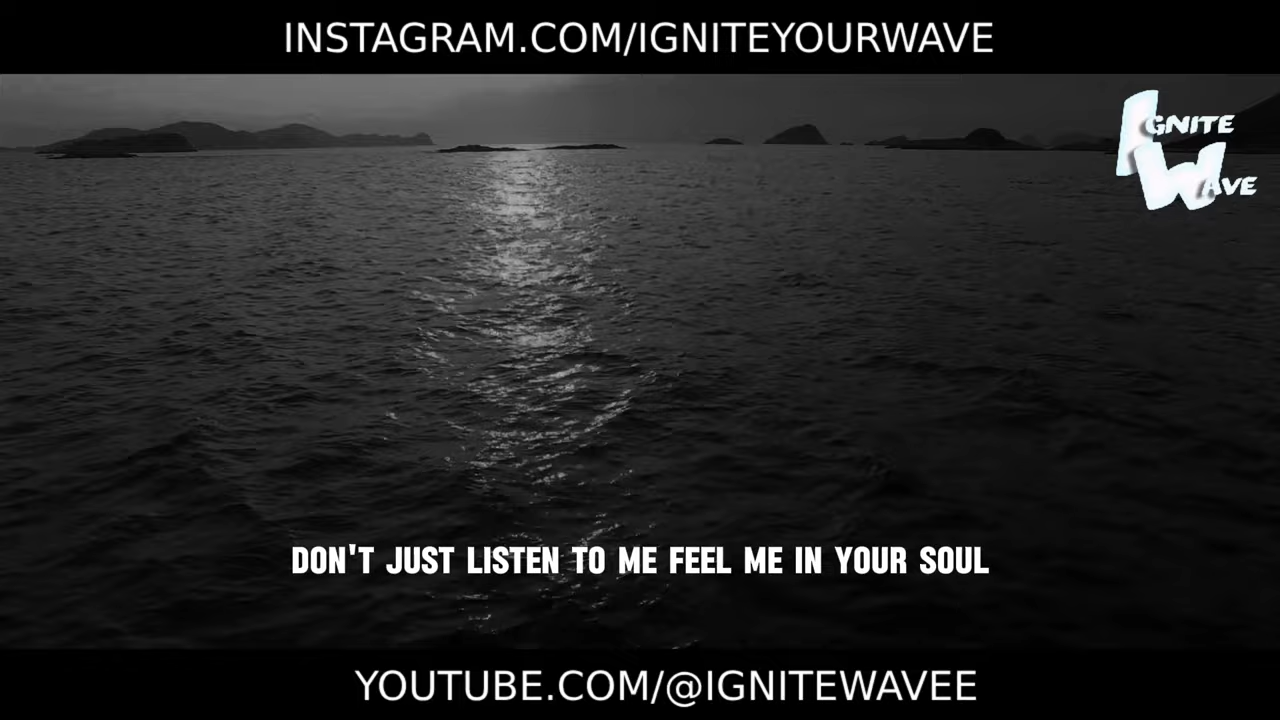 INSTAGRAM.COM/IGNITEYOURWAVE
IGNITE
WAVE
DON'T JUST LISTEN TO ME FEEL ME IN YOUR SOUL
YOUTUBE.COM/@IGNITEWAVEE